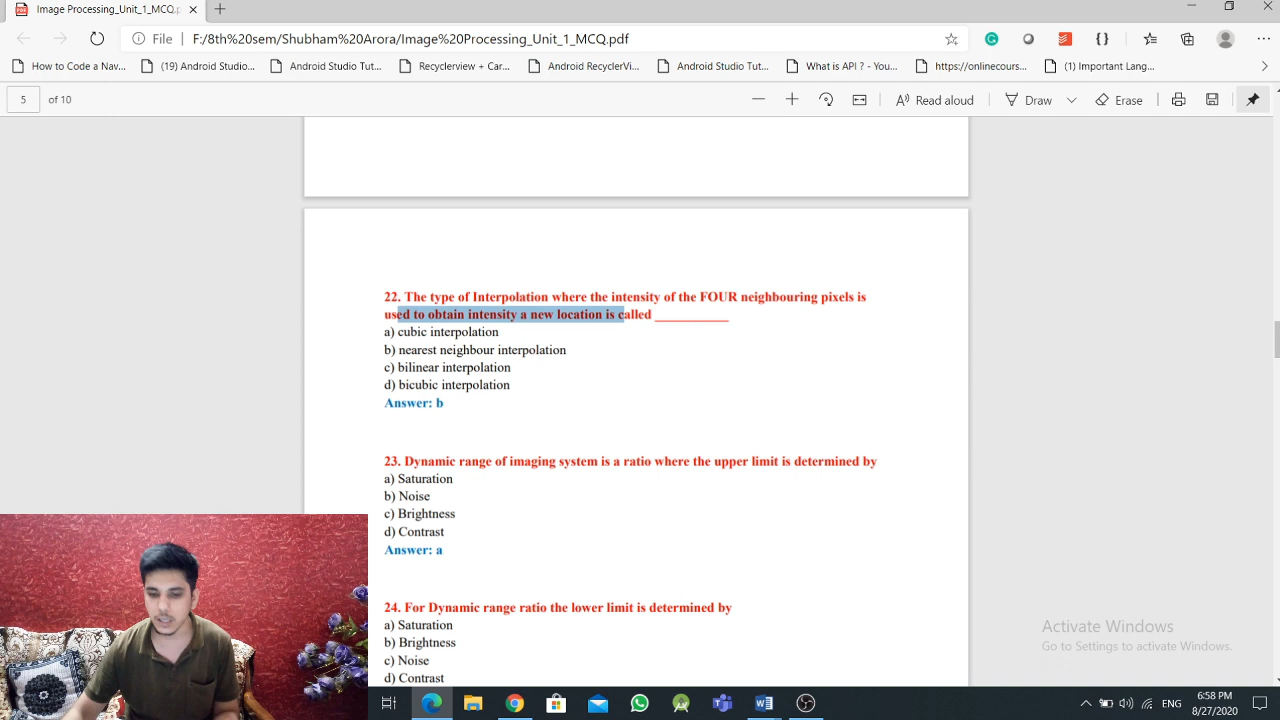 Image Processing_Unit_1_MCQ.pd
File F:/8th%20sem/Shubham%20Arora/Image%20Processing_Unit_1_MCQ.pdf
How to Code a Nav... (19) Android Studio... Android Studio Tut... Recyclerview + Car... Android RecyclerVi... Android Studio Tut... What is API ? - You... https://onlinecours... (1) Important Lang...
5 of 10 Read aloud Draw Erase
22. The type of Interpolation where the intensity of the FOUR neighbouring pixels is
used to obtain intensity a new location is called ___________
a) cubic interpolation
b) nearest neighbour interpolation
c) bilinear interpolation
d) bicubic interpolation
Answer: b
23. Dynamic range of imaging system is a ratio where the upper limit is determined by
a) Saturation
b) Noise
c) Brightness
d) Contrast
Answer: a
24. For Dynamic range ratio the lower limit is determined by
a) Saturation
b) Brightness
c) Noise
d) Contrast
Activate Windows
Go to Settings to activate Windows.
6:58 PM
8/27/2020